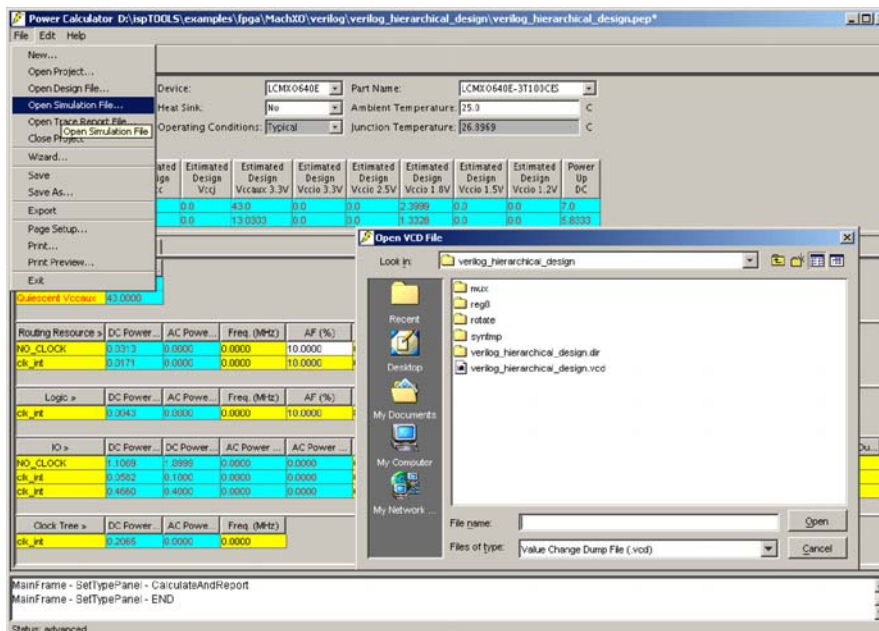 Power Calculator D:\ispTOOLS\examples\fpga\MachXO\verilog\verilog_hierarchical_design\verilog_hierarchical_design.pep*
File Edit Help
New...
Open Project...
Open Design File...
Open Simulation File...
Open Trace Report File...
Open Simulation File
Close Project
Wizard...
Save
Save As...
Export
Page Setup...
Print...
Print Preview...
Exit
Device: LCMXO640E Part Name: LCMXO640E-3T100CES
Heat Sink: No Ambient Temperature: 25.0 C
Operating Conditions: Typical Junction Temperature: 26.8969 C
Estimated Design Vccj
Estimated Design Vccaux 3.3V
Estimated Design Vccio 3.3V
Estimated Design Vccio 2.5V
Estimated Design Vccio 1.8V
Estimated Design Vccio 1.5V
Estimated Design Vccio 1.2V
Power Up DC
0.0 43.0 0.0 0.0 2.3999 0.0 0.0 7.0
0.0 13.0333 0.0 0.0 1.3328 0.0 0.0 5.8333
Quiescent Vccaux 43.0000
Routing Resource » DC Power... AC Powe... Freq. (MHz) AF (%)
NO_CLOCK 0.0313 0.0000 0.0000 10.0000
clk_int 0.0171 0.0000 0.0000 10.0000
Logic » DC Power... AC Powe... Freq. (MHz) AF (%)
clk_int 0.0043 0.0000 0.0000 10.0000
IO » DC Power... DC Power... AC Power ... AC Power ... Du...
NO_CLOCK 1.1069 1.8999 0.0000 0.0000
clk_int 0.0582 0.1000 0.0000 0.0000
clk_int 0.4660 0.4000 0.0000 0.0000
Clock Tree » DC Power... AC Powe... Freq. (MHz)
clk_int 0.2065 0.0000 0.0000
Open VCD File
Look in: verilog_hierarchical_design
Recent
Desktop
My Documents
My Computer
My Network ...
mux
reg8
rotate
syntmp
verilog_hierarchical_design.dir
verilog_hierarchical_design.vcd
File name: Open
Files of type: Value Change Dump File (.vcd) Cancel
MainFrame - SetTypePanel - CalculateAndReport
MainFrame - SetTypePanel - END
Status: advanced